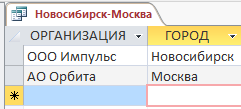 Новосибирск-Москва
ОРГАНИЗАЦИЯ ГОРОД
ООО Импульс Новосибирск
АО Орбита Москва